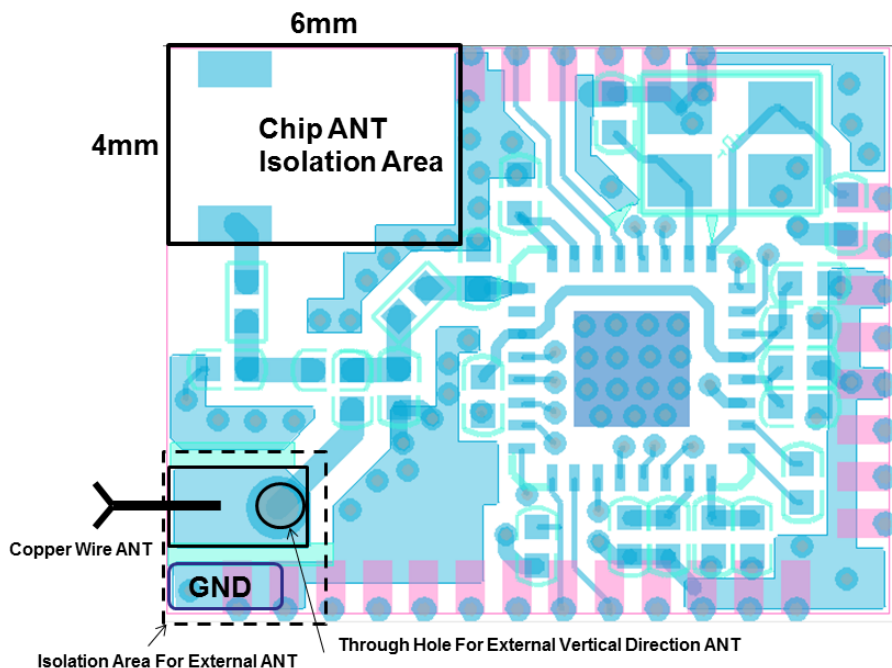 6mm
4mm
Chip ANT
Isolation Area
Copper Wire ANT
GND
Through Hole For External Vertical Direction ANT
Isolation Area For External ANT